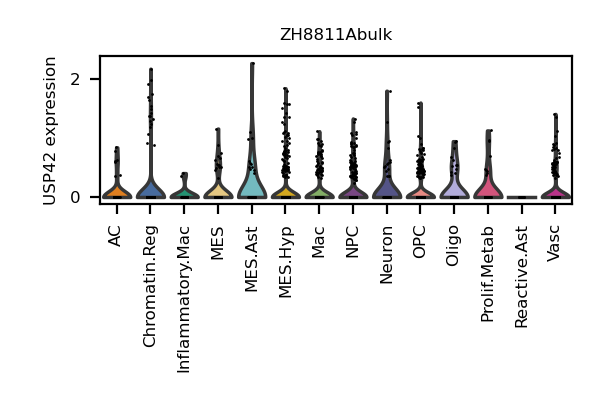 ZH8811Abulk
USP42 expression
2
0
AC
Chromatin.Reg
Inflammatory.Mac
MES
MES.Ast
MES.Hyp
Mac
NPC
Neuron
OPC
Oligo
Prolif.Metab
Reactive.Ast
Vasc